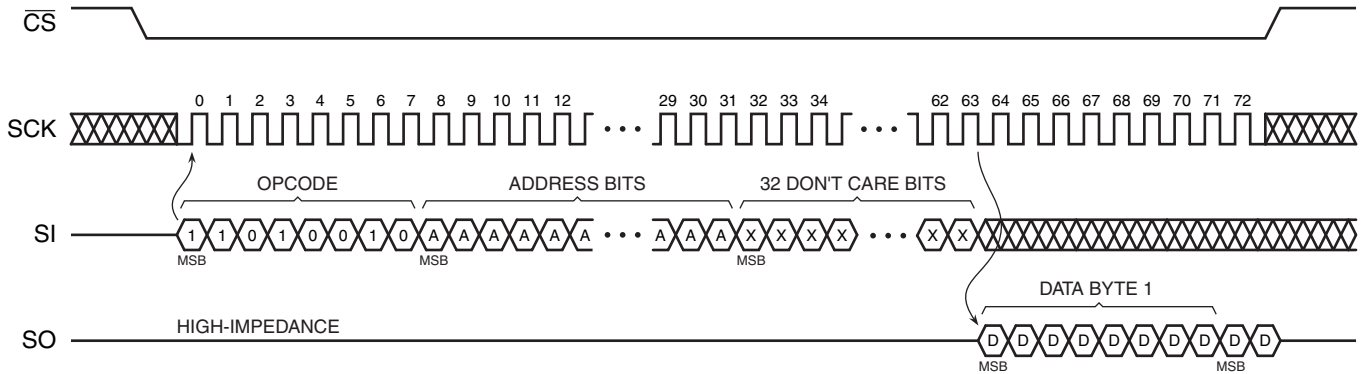 CS
0 1 2 3 4 5 6 7 8 9 10 11 12 29 30 31 32 33 34 62 63 64 65 66 67 68 69 70 71 72
SCK
OPCODE ADDRESS BITS 32 DON'T CARE BITS
SI 1 1 0 1 0 0 1 0 A A A A A A A A A X X X X X X
MSB MSB MSB
DATA BYTE 1
HIGH-IMPEDANCE
SO D D D D D D D D D D
MSB MSB